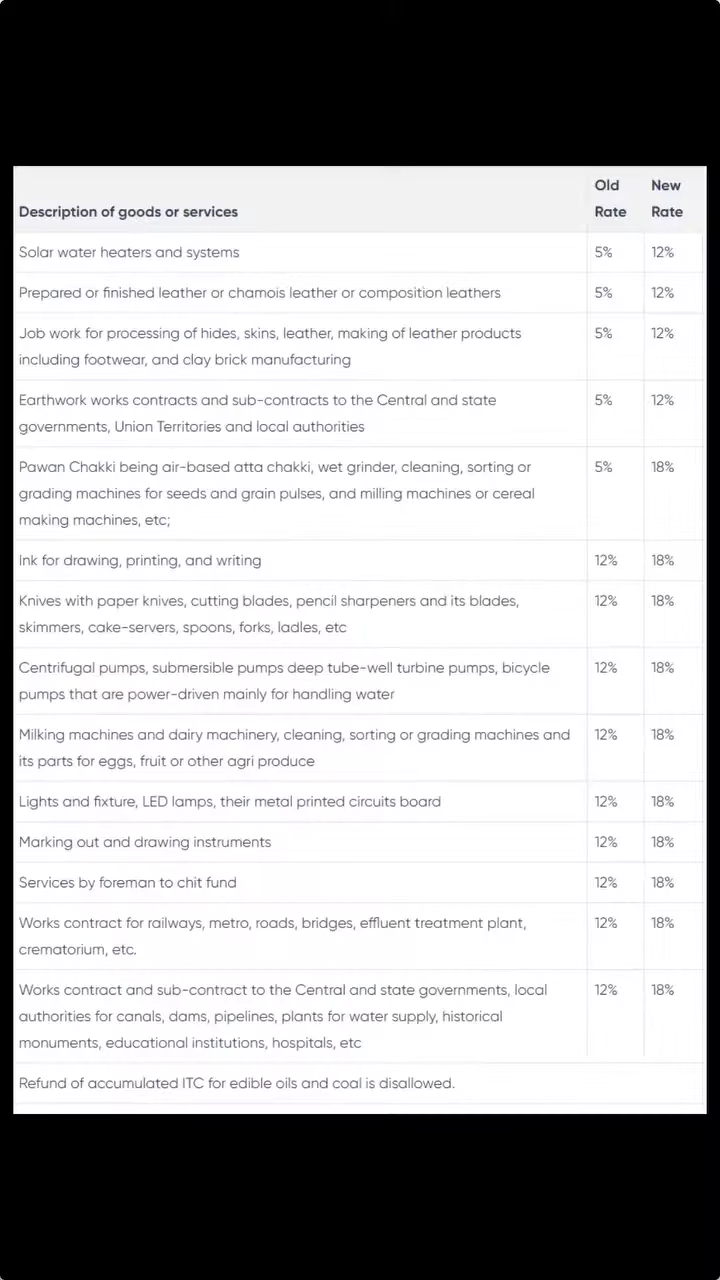 Description of goods or services Old Rate New Rate
Solar water heaters and systems 5% 12%
Prepared or finished leather or chamois leather or composition leathers 5% 12%
Job work for processing of hides, skins, leather, making of leather products 5% 12%
including footwear, and clay brick manufacturing
Earthwork works contracts and sub-contracts to the Central and state 5% 12%
governments, Union Territories and local authorities
Pawan Chakki being air-based atta chakki, wet grinder, cleaning, sorting or 5% 18%
grading machines for seeds and grain pulses, and milling machines or cereal
making machines, etc;
Ink for drawing, printing, and writing 12% 18%
Knives with paper knives, cutting blades, pencil sharpeners and its blades, 12% 18%
skimmers, cake-servers, spoons, forks, ladles, etc
Centrifugal pumps, submersible pumps deep tube-well turbine pumps, bicycle 12% 18%
pumps that are power-driven mainly for handling water
Milking machines and dairy machinery, cleaning, sorting or grading machines and 12% 18%
its parts for eggs, fruit or other agri produce
Lights and fixture, LED lamps, their metal printed circuits board 12% 18%
Marking out and drawing instruments 12% 18%
Services by foreman to chit fund 12% 18%
Works contract for railways, metro, roads, bridges, effluent treatment plant, 12% 18%
crematorium, etc.
Works contract and sub-contract to the Central and state governments, local 12% 18%
authorities for canals, dams, pipelines, plants for water supply, historical
monuments, educational institutions, hospitals, etc
Refund of accumulated ITC for edible oils and coal is disallowed.